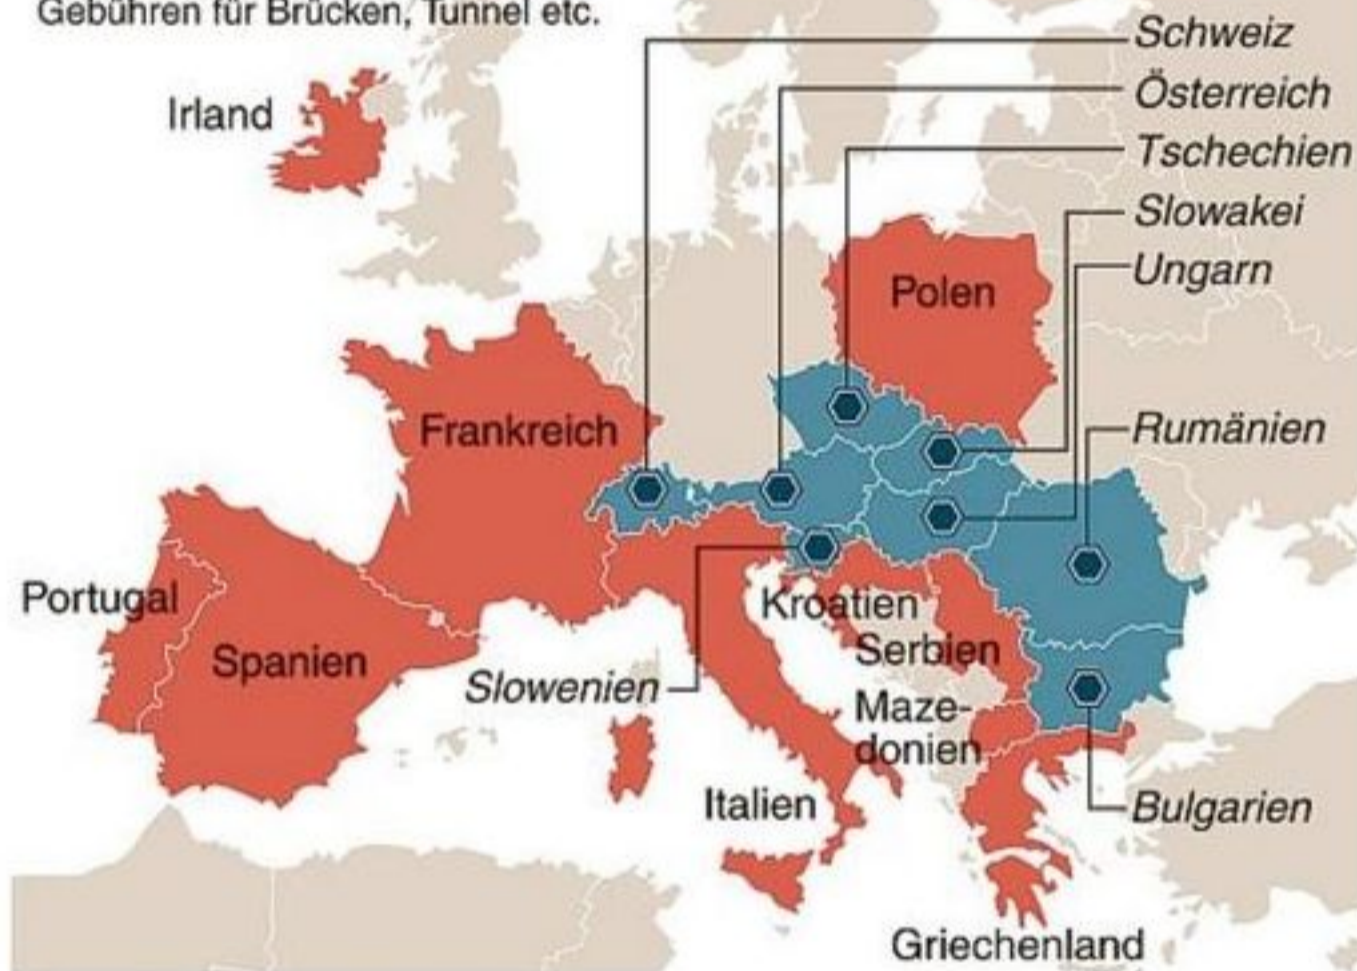 Gebühren für Brücken, Tunnel etc.
Schweiz
Österreich
Irland
Tschechien
Slowakei
Ungarn
Polen
Frankreich
Rumänien
Portugal
Kroatien
Spanien
Serbien
Slowenien
Maze-
donien
Italien
Bulgarien
Griechenland